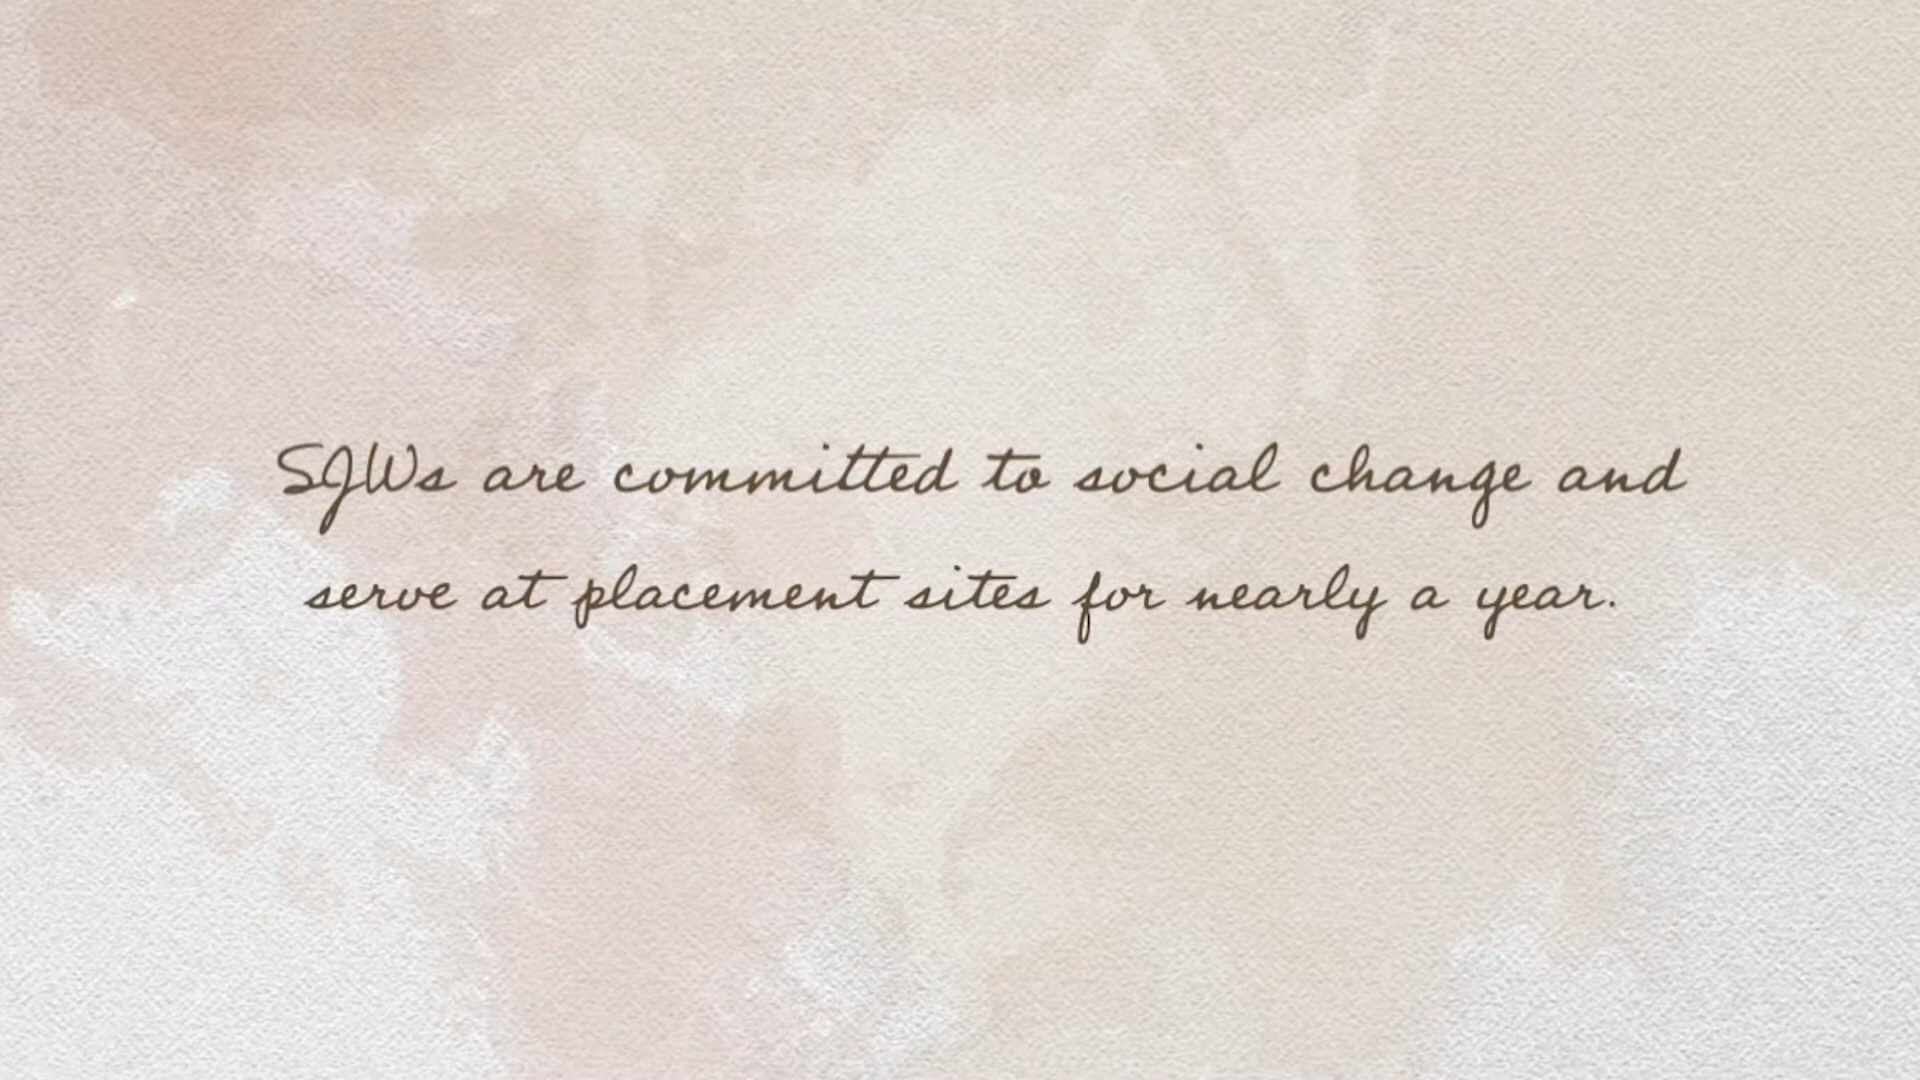 SJWs are committed to social change and
serve at placement sites for nearly a year.